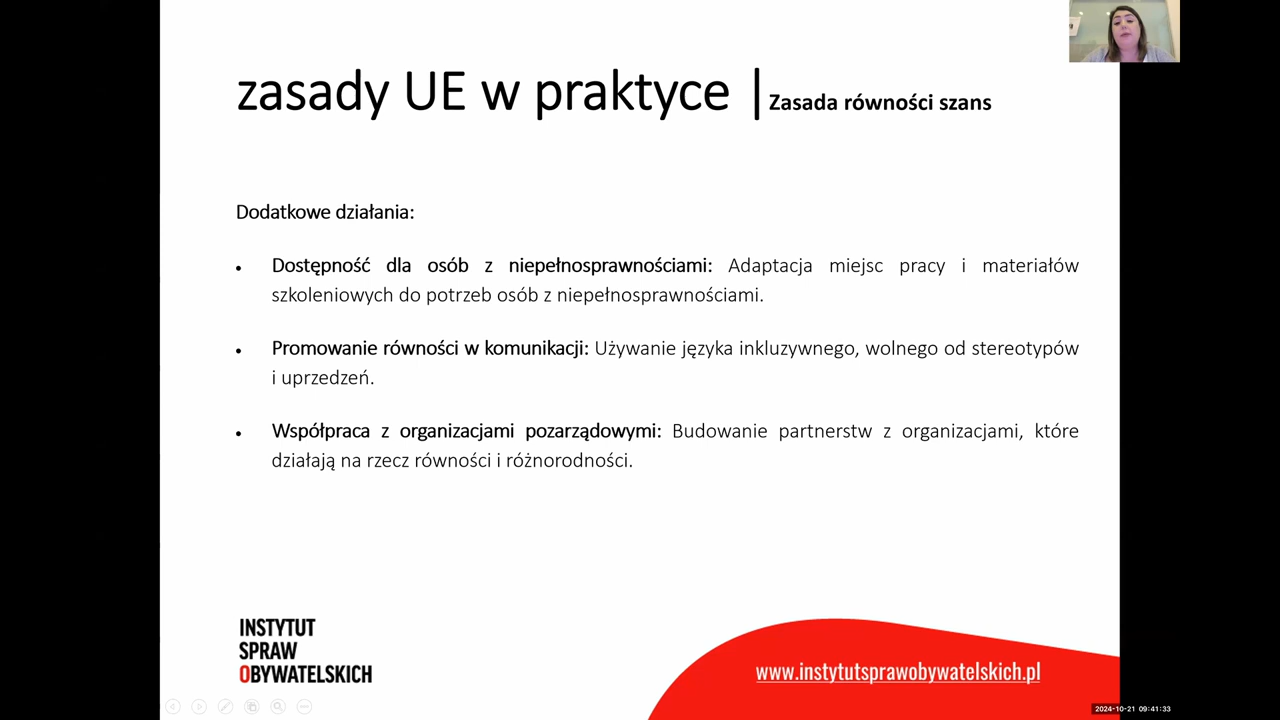 zasady UE w praktyce | Zasada równości szans
Dodatkowe działania:
• Dostępność dla osób z niepełnosprawnościami: Adaptacja miejsc pracy i materiałów
szkoleniowych do potrzeb osób z niepełnosprawnościami.
• Promowanie równości w komunikacji: Używanie języka inkluzywnego, wolnego od stereotypów
i uprzedzeń.
• Współpraca z organizacjami pozarządowymi: Budowanie partnerstw z organizacjami, które
działają na rzecz równości i różnorodności.
INSTYTUT
SPRAW
OBYWATELSKICH
www.instytutsprawobywatelskich.pl
2024-10-21 09:41:33